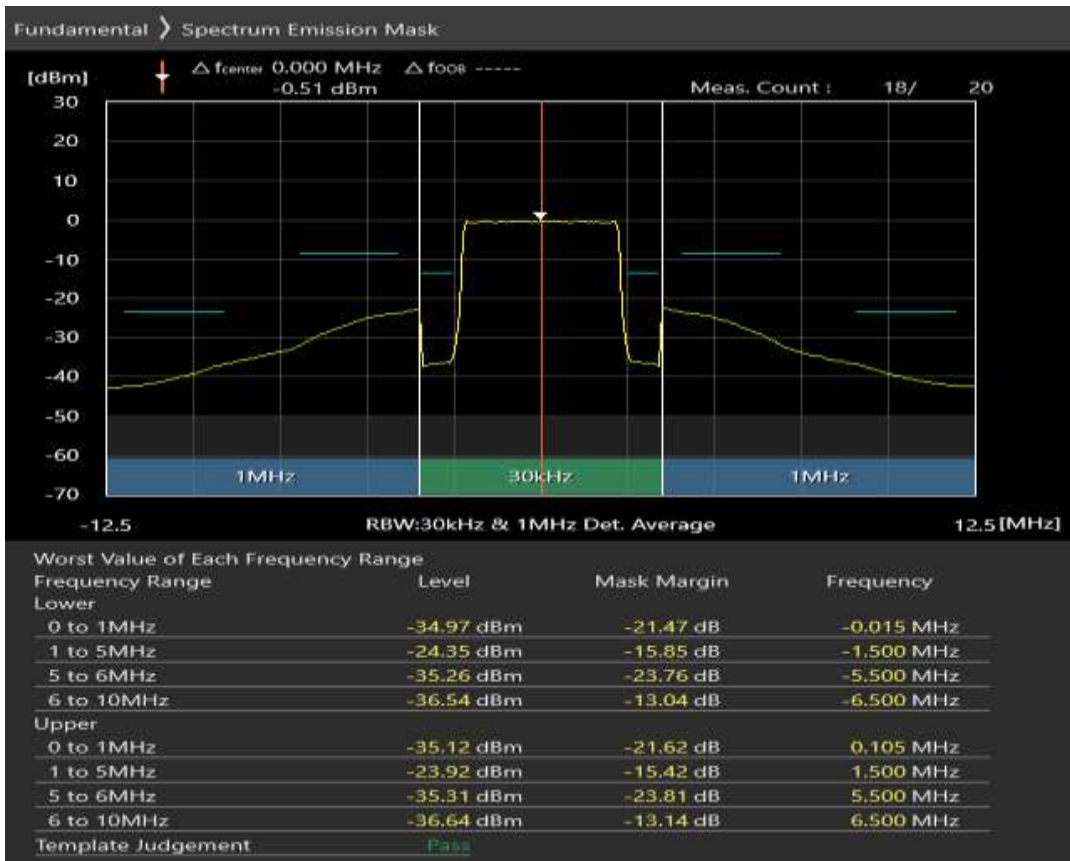 Fundamental 》 Spectrum Emission Mask
[dBm] △ fcenter 0.000 MHz △ fOOB -----
-0.51 dBm Meas. Count : 18/ 20
30
20
10
0
-10
-20
-30
-40
-50
-60
1MHz 30kHz 1MHz
-70
-12.5 RBW:30kHz & 1MHz Det. Average 12.5 [MHz]
Worst Value of Each Frequency Range
Frequency Range Level Mask Margin Frequency
Lower
0 to 1MHz -34.97 dBm -21.47 dB -0.015 MHz
1 to 5MHz -24.35 dBm -15.85 dB -1.500 MHz
5 to 6MHz -35.26 dBm -23.76 dB -5.500 MHz
6 to 10MHz -36.54 dBm -13.04 dB -6.500 MHz
Upper
0 to 1MHz -35.12 dBm -21.62 dB 0.105 MHz
1 to 5MHz -23.92 dBm -15.42 dB 1.500 MHz
5 to 6MHz -35.31 dBm -23.81 dB 5.500 MHz
6 to 10MHz -36.64 dBm -13.14 dB 6.500 MHz
Template Judgement Pass